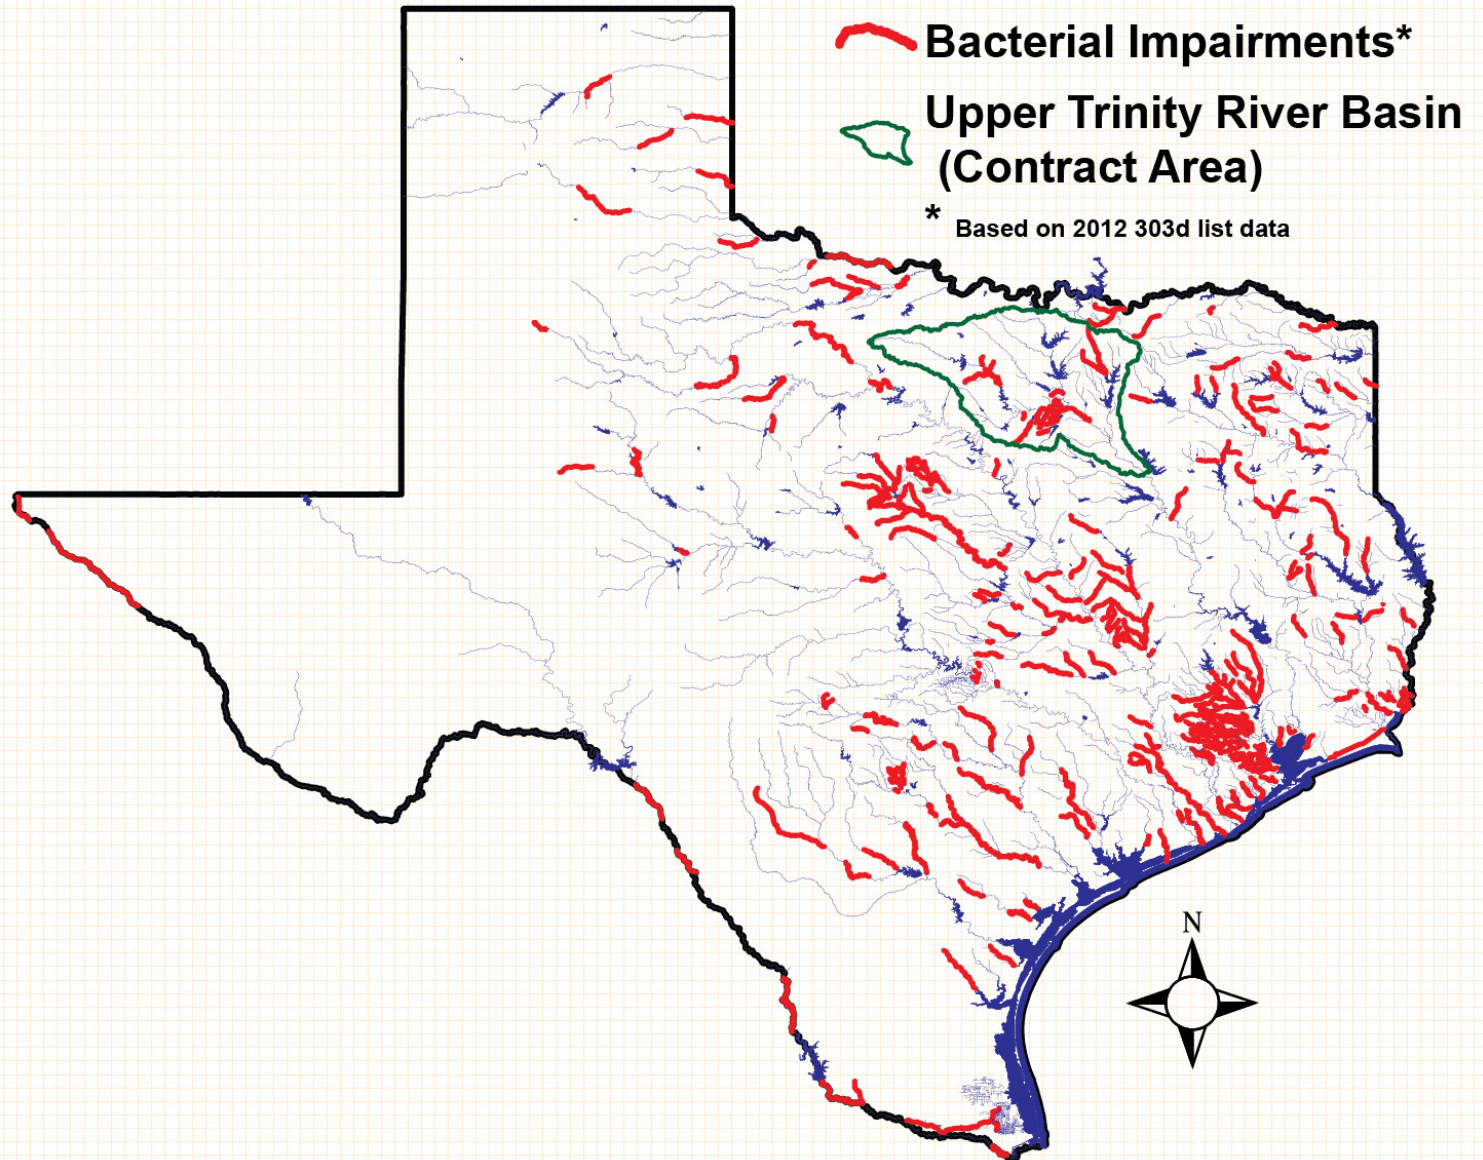 Bacterial Impairments*
Upper Trinity River Basin
(Contract Area)
* Based on 2012 303d list data
N